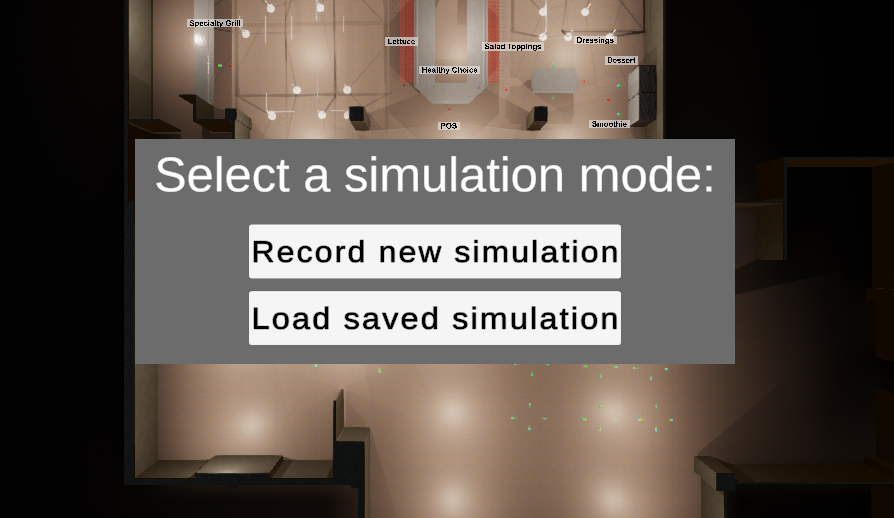 Specialty Grill
Lettuce
Salad Toppings
Dressings
Dessert
Healthy Choice
POS
Smoothie
Select a simulation mode:
Record new simulation
Load saved simulation